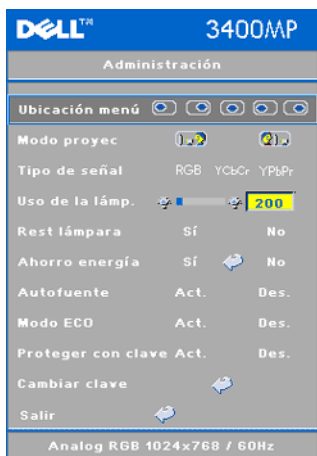 DELL™ 3400MP
Administración
Ubicación menú
Modo proyec
Tipo de señal RGB YCbCr YPbPr
Uso de la lámp. 200
Rest lámpara Sí No
Ahorro energía Sí No
Autofuente Act. Des.
Modo ECO Act. Des.
Proteger con clave Act. Des.
Cambiar clave
Salir
Analog RGB 1024x768 / 60Hz